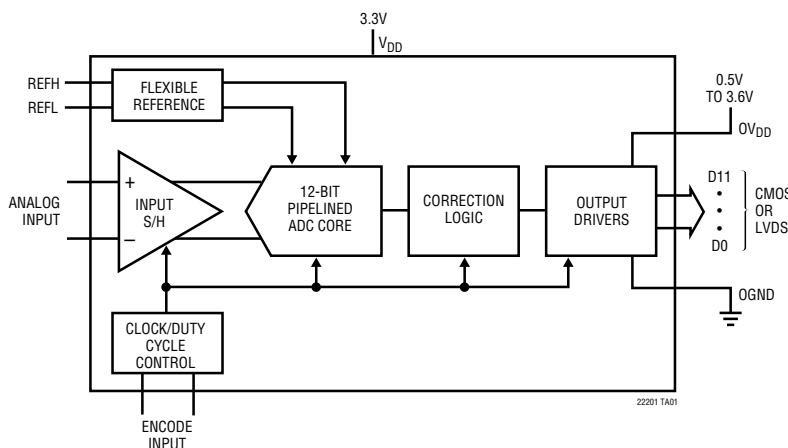 3.3V
VDD
REFH
REFL
FLEXIBLE
REFERENCE
0.5V
TO 3.6V
OVDD
ANALOG
INPUT
+
–
INPUT
S/H
12-BIT
PIPELINED
ADC CORE
CORRECTION
LOGIC
OUTPUT
DRIVERS
D11
•
•
•
D0
CMOS
OR
LVDS
OGND
CLOCK/DUTY
CYCLE
CONTROL
22201 TA01
ENCODE
INPUT